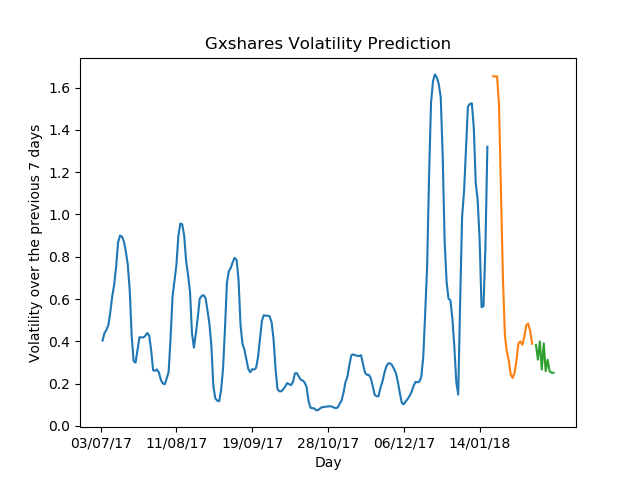 Gxshares Volatility Prediction
Volatility over the previous 7 days
1.6
1.4
1.2
1.0
0.8
0.6
0.4
0.2
0.0
03/07/17 11/08/17 19/09/17 28/10/17 06/12/17 14/01/18
Day